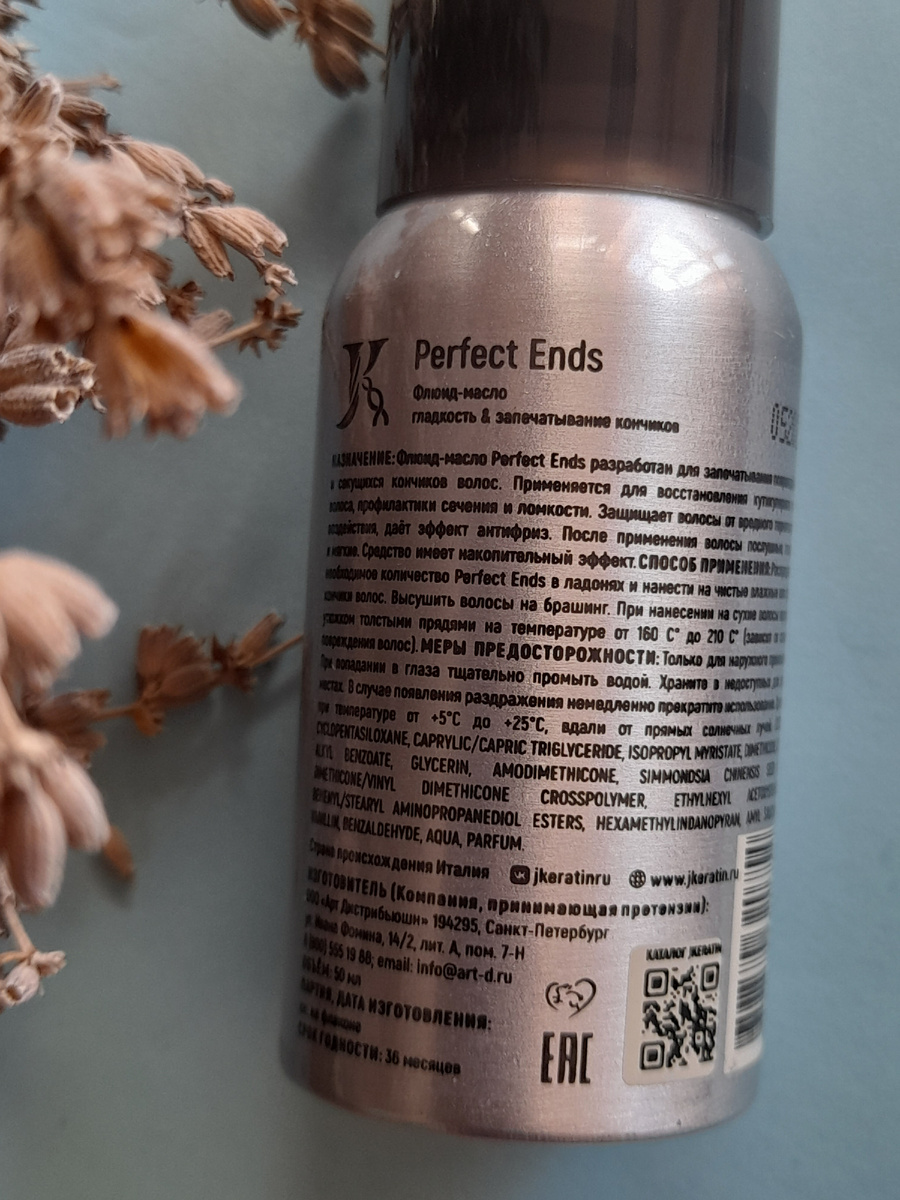 Perfect Ends
Флюид-масло
гладкость & запечатывание кончиков
НАЗНАЧЕНИЕ: Флюид-масло Perfect Ends разработан для запечатывания
и секущихся кончиков волос. Применяется для восстановления
волоса, профилактики сечения и ломкости. Защищает волосы от вредного
воздействия, даёт эффект антифриз. После применения волосы
и мягкие. Средство имеет накопительный эффект. СПОСОБ ПРИМЕНЕНИЯ:
необходимое количество Perfect Ends в ладонях и нанести на чистые влажные
кончики волос. Высушить волосы на брашинг. При нанесении на сухие волосы
утюжком толстыми прядями на температуре от 160 C° до 210 C° (зависит
повреждения волос). МЕРЫ ПРЕДОСТОРОЖНОСТИ: Только для наружного
При попадании в глаза тщательно промыть водой. Храните в недоступных для
местах. В случае появления раздражения немедленно прекратите использование.
при температуре от +5°C до +25°C, вдали от прямых солнечных лучей.
CYCLOPENTASILOXANE, CAPRYLIC/CAPRIC TRIGLYCERIDE, ISOPROPYL MYRISTATE,
ALKYL BENZOATE, GLYCERIN, AMODIMETHICONE, SIMMONDSIA CHINENSIS
DIMETHICONE/VINYL DIMETHICONE CROSSPOLYMER, ETHYLHEXYL
BEHENYL/STEARYL AMINOPROPANEDIOL ESTERS, HEXAMETHYLINDANOPYRAN, AMYL
VANILLIN, BENZALDEHYDE, AQUA, PARFUM.
Страна происхождения Италия jkeratinru www.jkeratin.ru
ИЗГОТОВИТЕЛЬ (Компания, принимающая претензии):
ООО «Арт Дистрибьюшн» 194295, Санкт-Петербург
ул. Ивана Фомина, 14/2, лит. А, пом. 7-Н
8 (800) 555 19 88; email: info@art-d.ru
КАТАЛОГ JKERATIN
ОБЪЁМ: 50 мл
ПАРТИЯ, ДАТА ИЗГОТОВЛЕНИЯ:
см. на флаконе
СРОК ГОДНОСТИ: 36 месяцев
EAC